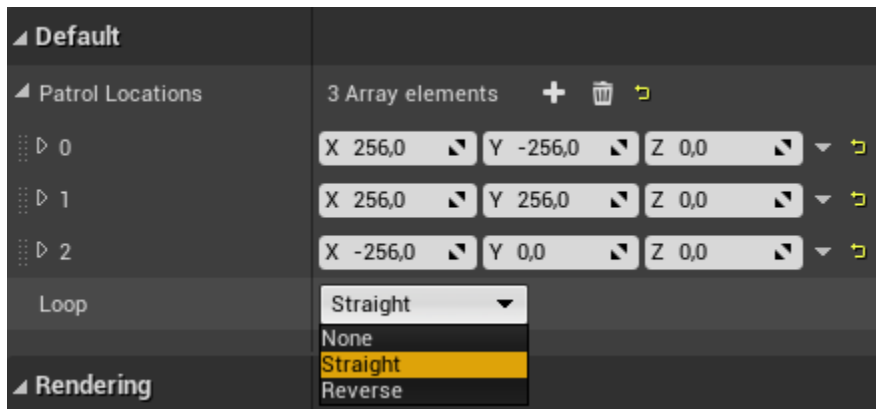 Default
Patrol Locations 3 Array elements
0 X 256,0 Y -256,0 Z 0,0
1 X 256,0 Y 256,0 Z 0,0
2 X -256,0 Y 0,0 Z 0,0
Loop Straight
None
Straight
Reverse
Rendering